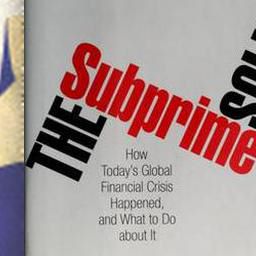 THE
Subprime
How
Today's Global
Financial Crisis
Happened,
and What to Do
about It